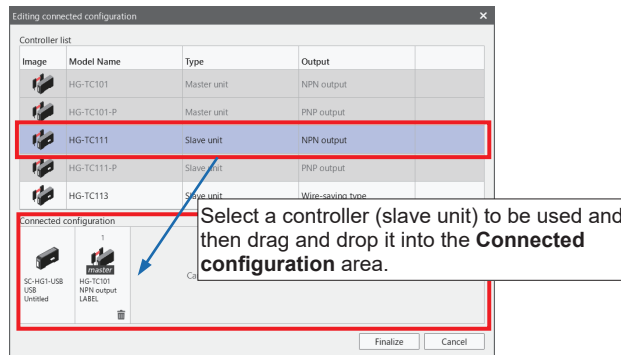 Editing connected configuration
Controller list
Image Model Name Type Output
HG-TC101 Master unit NPN output
HG-TC101-P Master unit PNP output
HG-TC111 Slave unit NPN output
HG-TC111-P Slave unit PNP output
HG-TC113 Slave unit Wire-saving type
Connected configuration
Select a controller (slave unit) to be used and
then drag and drop it into the Connected
configuration area.
1
master
SC-HG1-USB
USB
Untitled
HG-TC101
NPN output
LABEL
Finalize Cancel